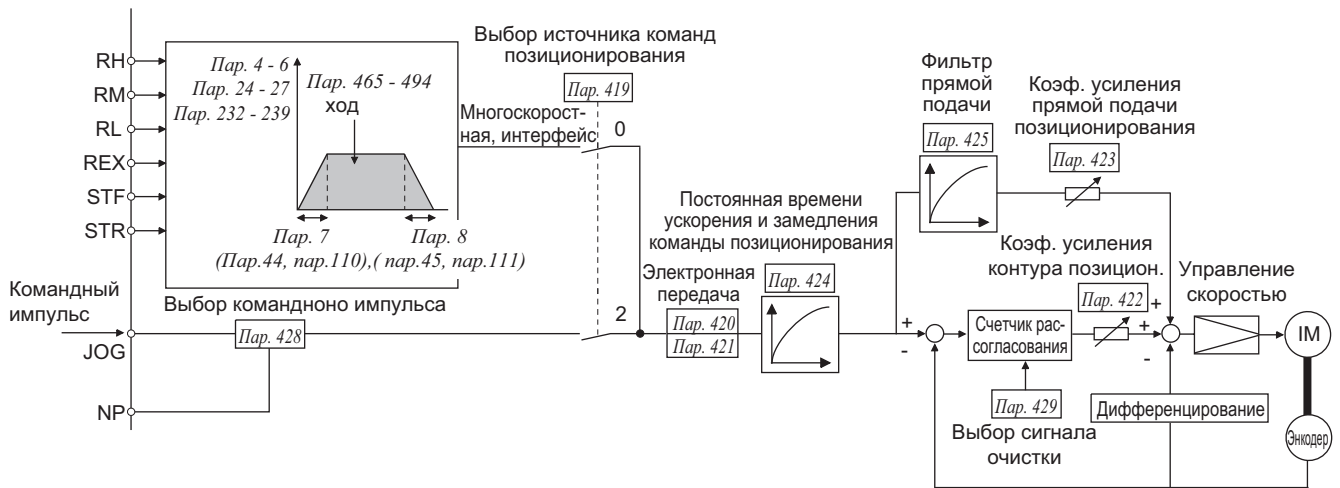 RH
RM
RL
REX
STF
STR
Командный
импульс
JOG
NP
Пар. 4 - 6
Пар. 24 - 27
Пар. 232 - 239
Пар. 465 - 494
ход
Пар. 7
Пар. 8
(Пар.44, пар.110),( пар.45, пар.111)
Выбор командноно импульса
Пар. 428
Выбор источника команд
позиционирования
Пар. 419
Многоскорост-
ная, интерфейс
0
2
Электронная
передача
Пар. 420
Пар. 421
Постоянная времени
ускорения и замедления
команды позиционирования
Пар. 424
Фильтр
прямой
подачи
Пар. 425
Коэф. усиления
прямой подачи
позиционирования
Пар. 423
Коэф. усиления
контура позицион.
Пар. 422
+
-
Счетчик рас-
согласования
Пар. 429
Выбор сигнала
очистки
+
+
-
Управление
скоростью
IM
Дифференцирование
Энкодер